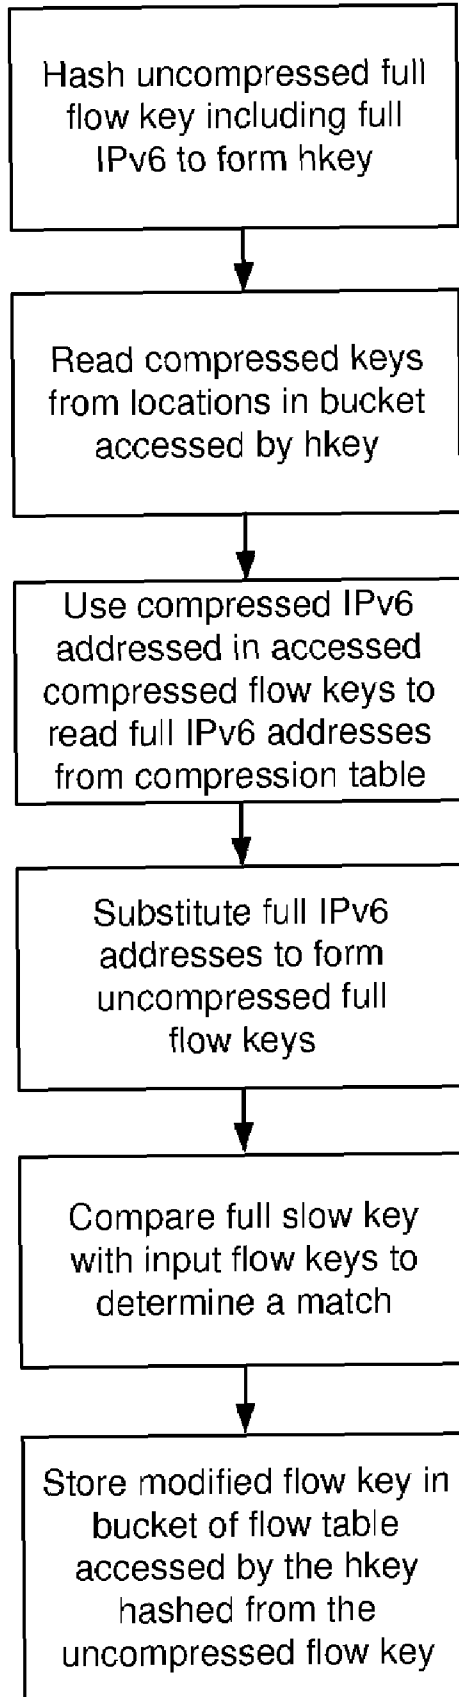 Hash uncompressed full
flow key including full
IPv6 to form hkey
Read compressed keys
from locations in bucket
accessed by hkey
Use compressed IPv6
addressed in accessed
compressed flow keys to
read full IPv6 addresses
from compression table
Substitute full IPv6
addresses to form
uncompressed full
flow keys
Compare full slow key
with input flow keys to
determine a match
Store modified flow key in
bucket of flow table
accessed by the hkey
hashed from the
uncompressed flow key